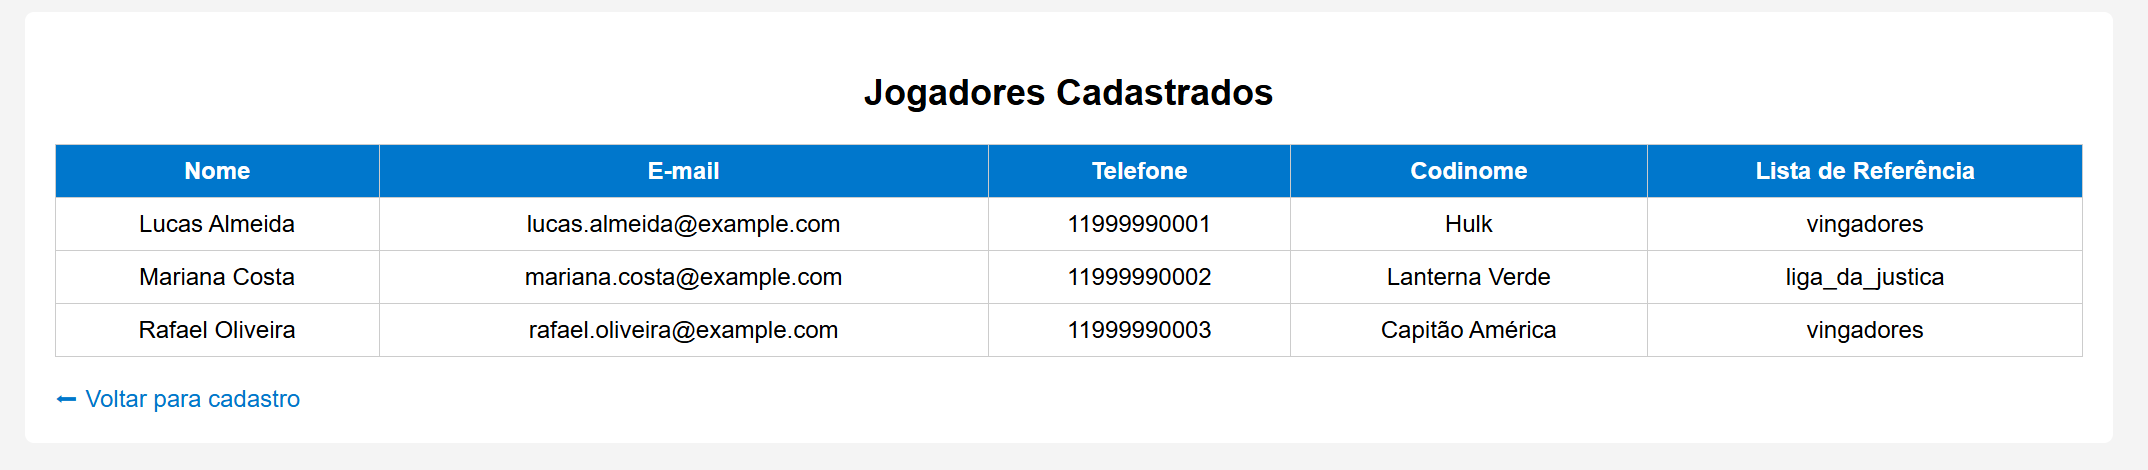 Jogadores Cadastrados
Nome E-mail Telefone Codinome Lista de Referência
Lucas Almeida lucas.almeida@example.com 11999990001 Hulk vingadores
Mariana Costa mariana.costa@example.com 11999990002 Lanterna Verde liga_da_justica
Rafael Oliveira rafael.oliveira@example.com 11999990003 Capitão América vingadores
← Voltar para cadastro